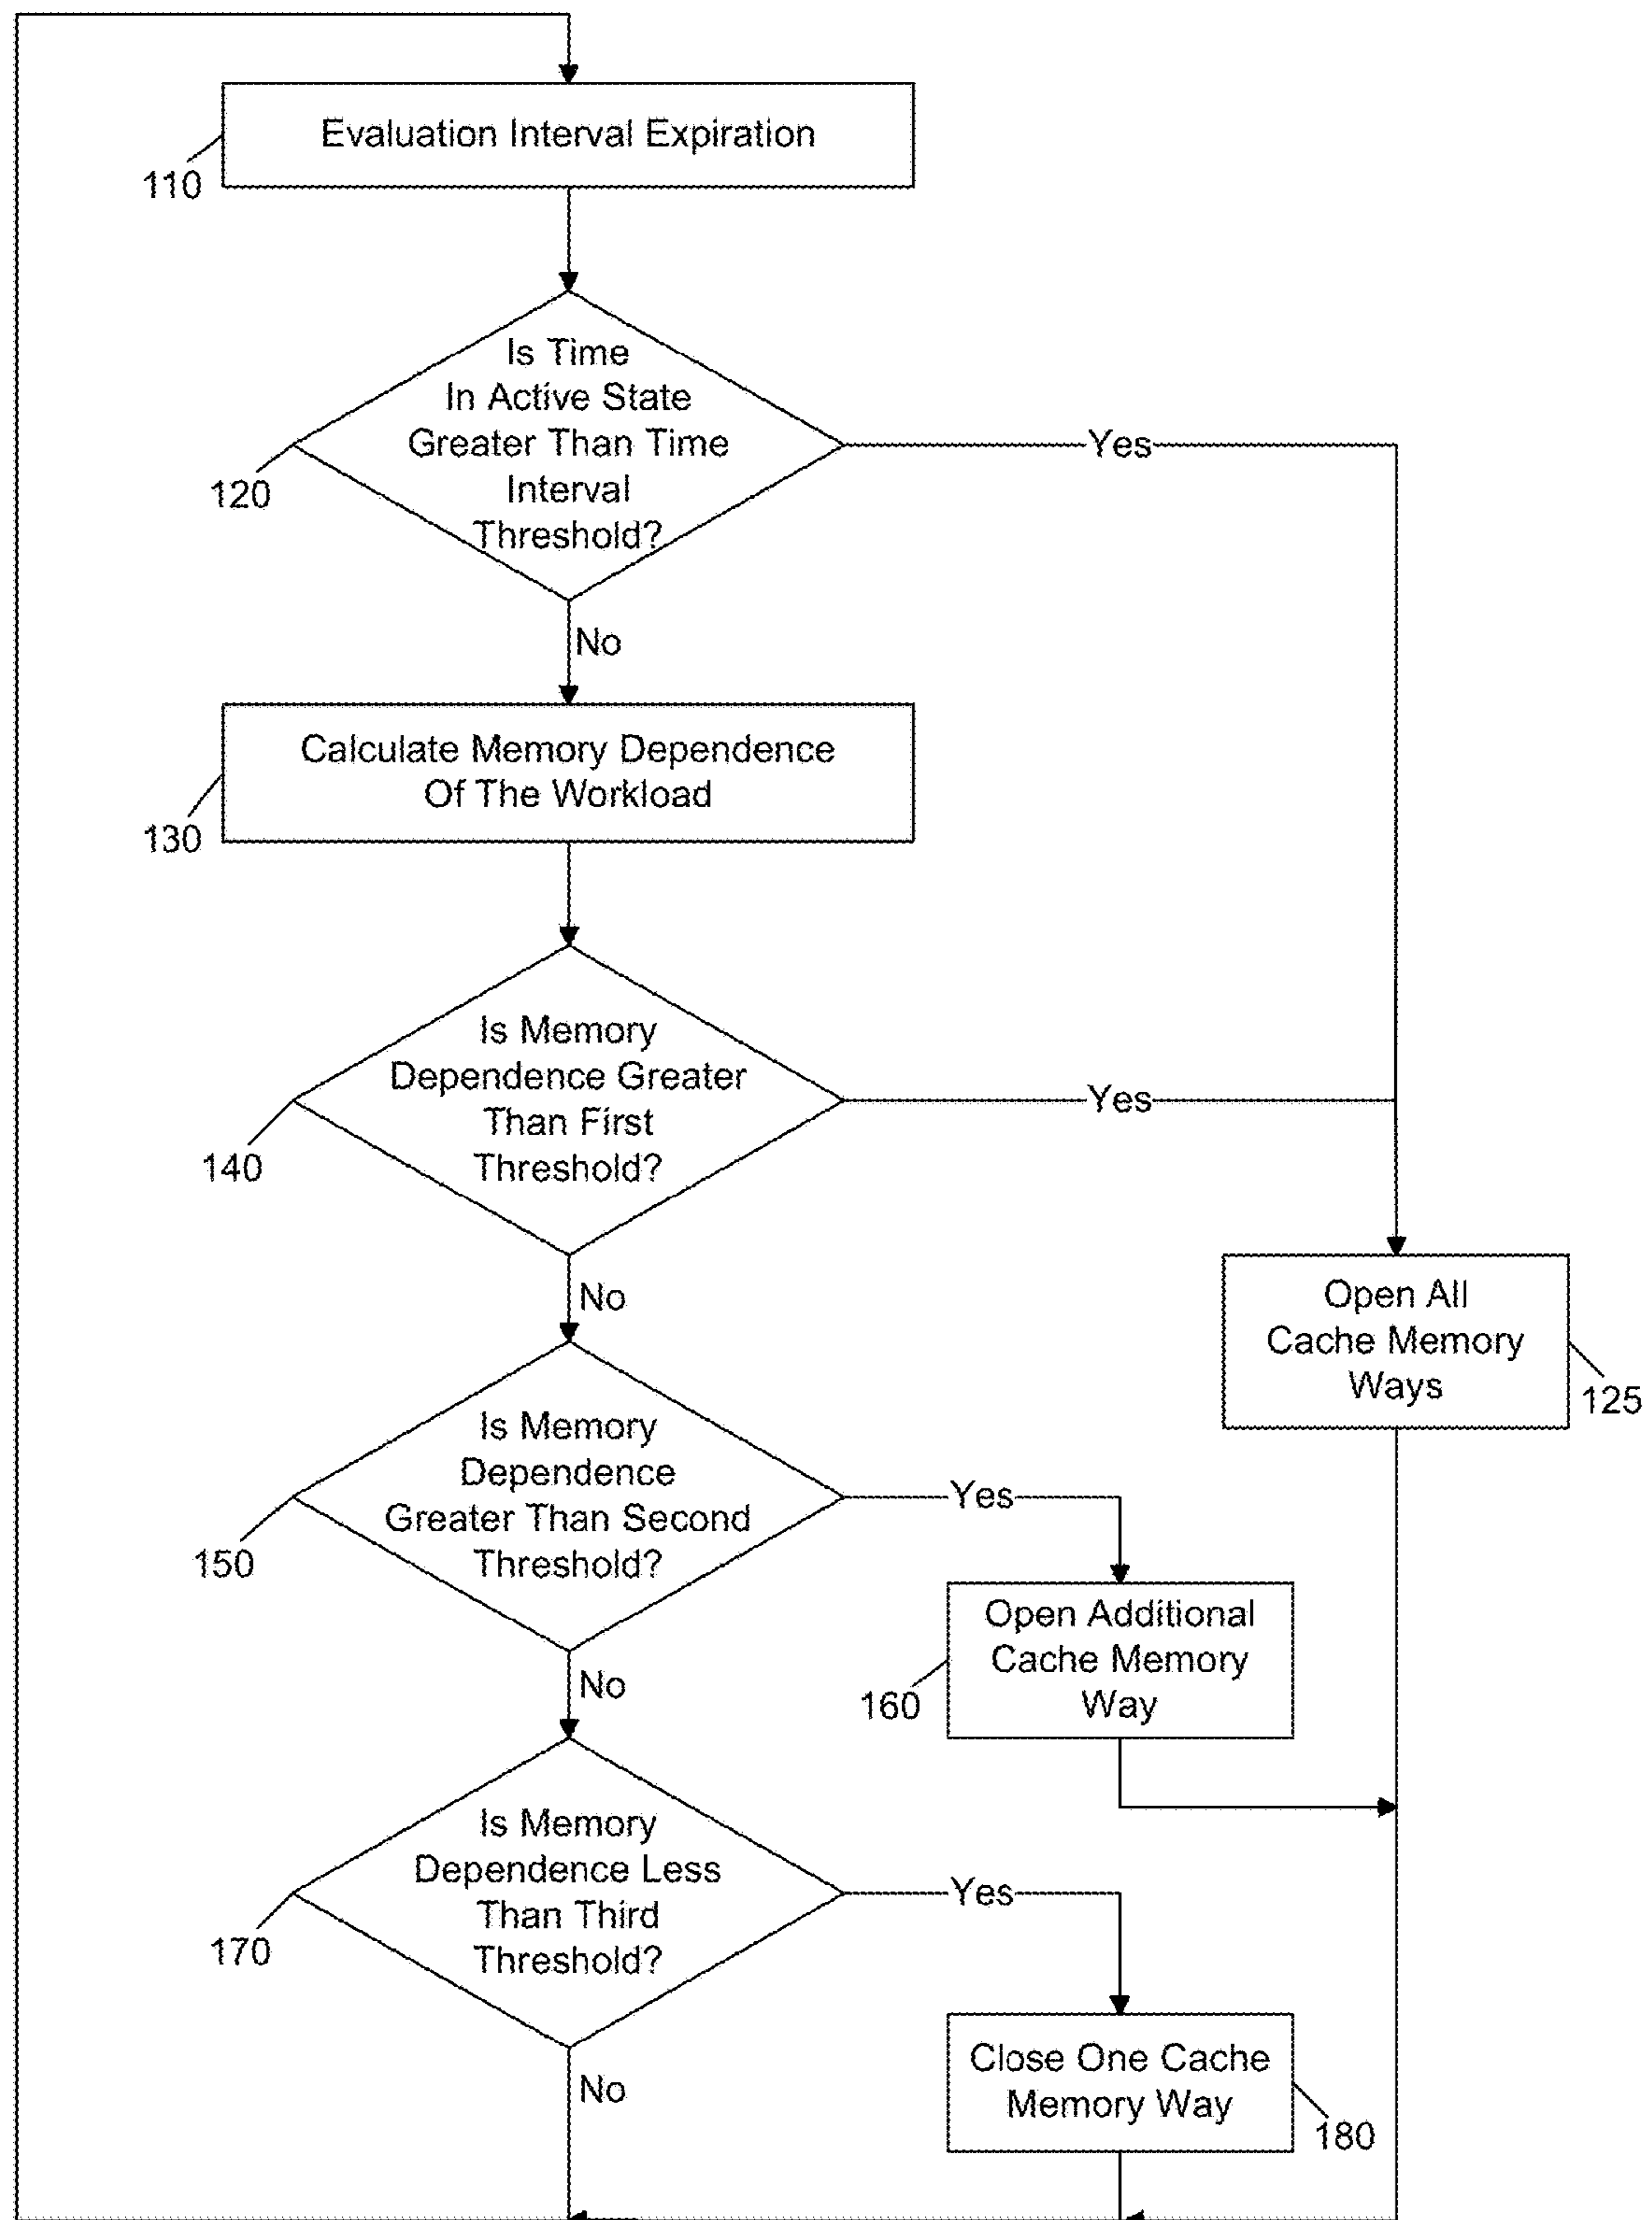 Evaluation Interval Expiration
110
Is Time
In Active State
Greater Than Time
Interval
Threshold?
Yes
120
No
Calculate Memory Dependence
Of The Workload
130
Is Memory
Dependence Greater
Than First
Threshold?
Yes
140
No
Open All
Cache Memory
Ways
125
Is Memory
Dependence
Greater Than Second
Threshold?
Yes
150
No
Open Additional
Cache Memory
Way
160
Is Memory
Dependence Less
Than Third
Threshold?
Yes
170
No
Close One Cache
Memory Way
180